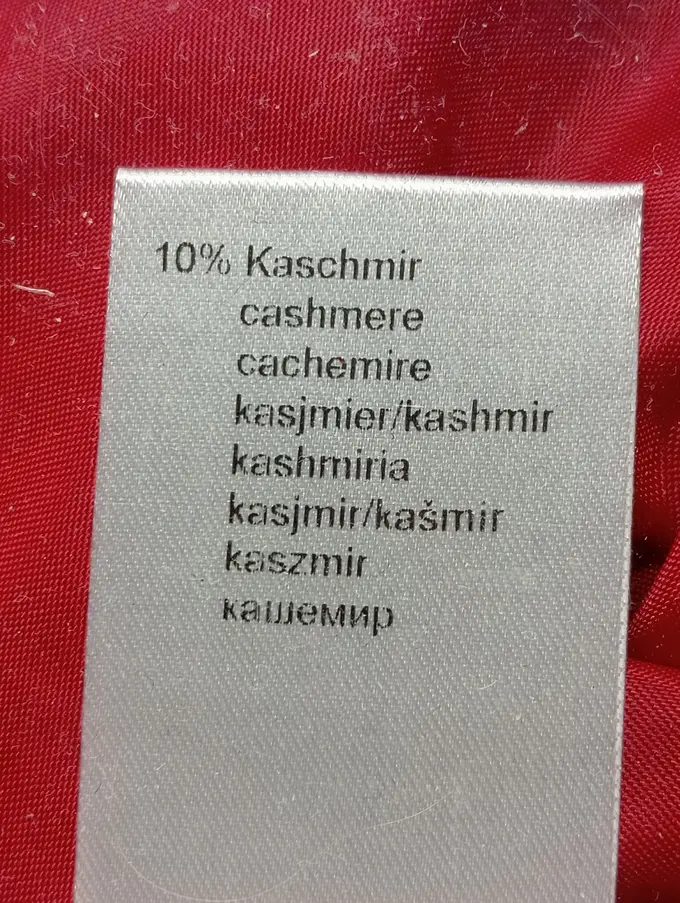 10% Kaschmir
cashmere
cachemire
kasjmier/kashmir
kashmiria
kasjmir/kašmir
kaszmir
кашемир